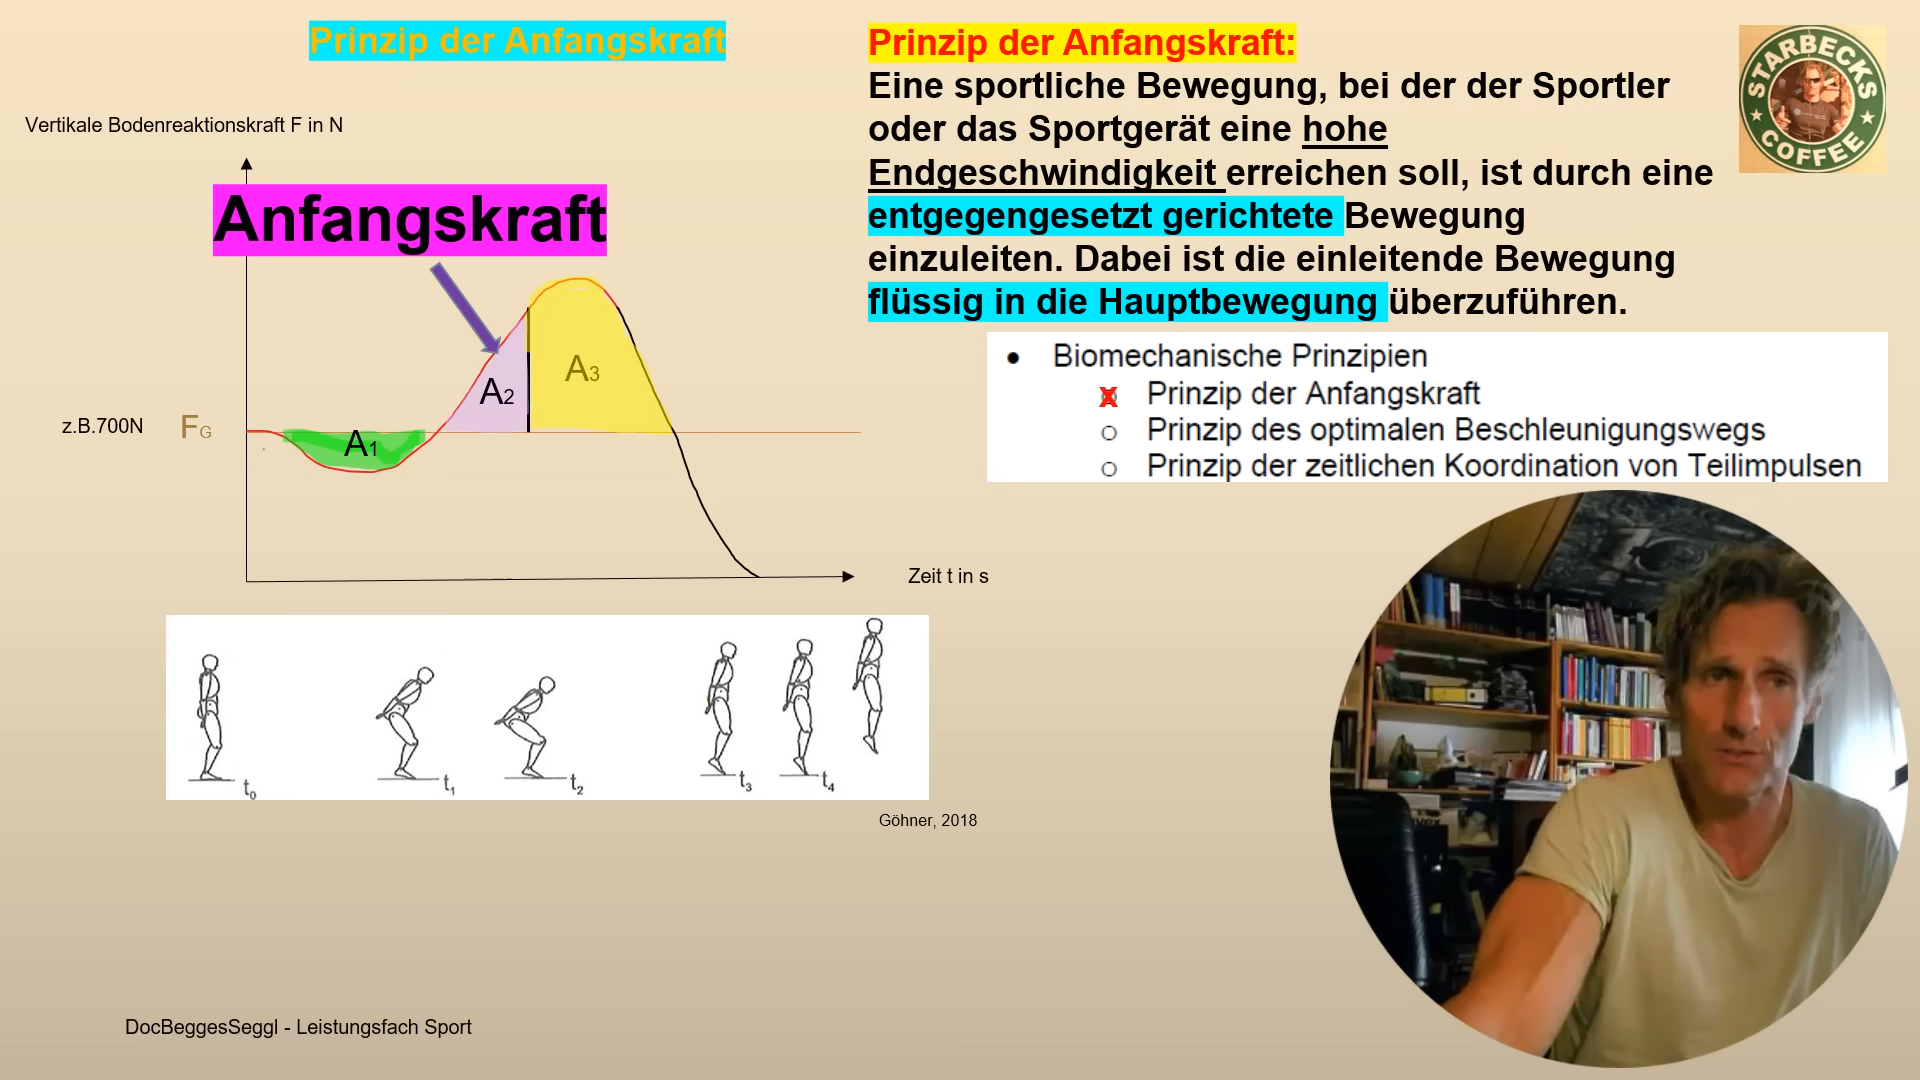 Prinzip der Anfangskraft
Vertikale Bodenreaktionskraft F in N
Anfangskraft
A1
A2
A3
z.B.700N
FG
Zeit t in s
t0
t1
t2
t3
t4
Göhner, 2018
DocBeggesSeggl - Leistungsfach Sport
Prinzip der Anfangskraft:
Eine sportliche Bewegung, bei der der Sportler
oder das Sportgerät eine hohe
Endgeschwindigkeit erreichen soll, ist durch eine
entgegengesetzt gerichtete Bewegung
einzuleiten. Dabei ist die einleitende Bewegung
flüssig in die Hauptbewegung überzuführen.
STARBECKS
COFFEE
Biomechanische Prinzipien
x Prinzip der Anfangskraft
Prinzip des optimalen Beschleunigungswegs
Prinzip der zeitlichen Koordination von Teilimpulsen